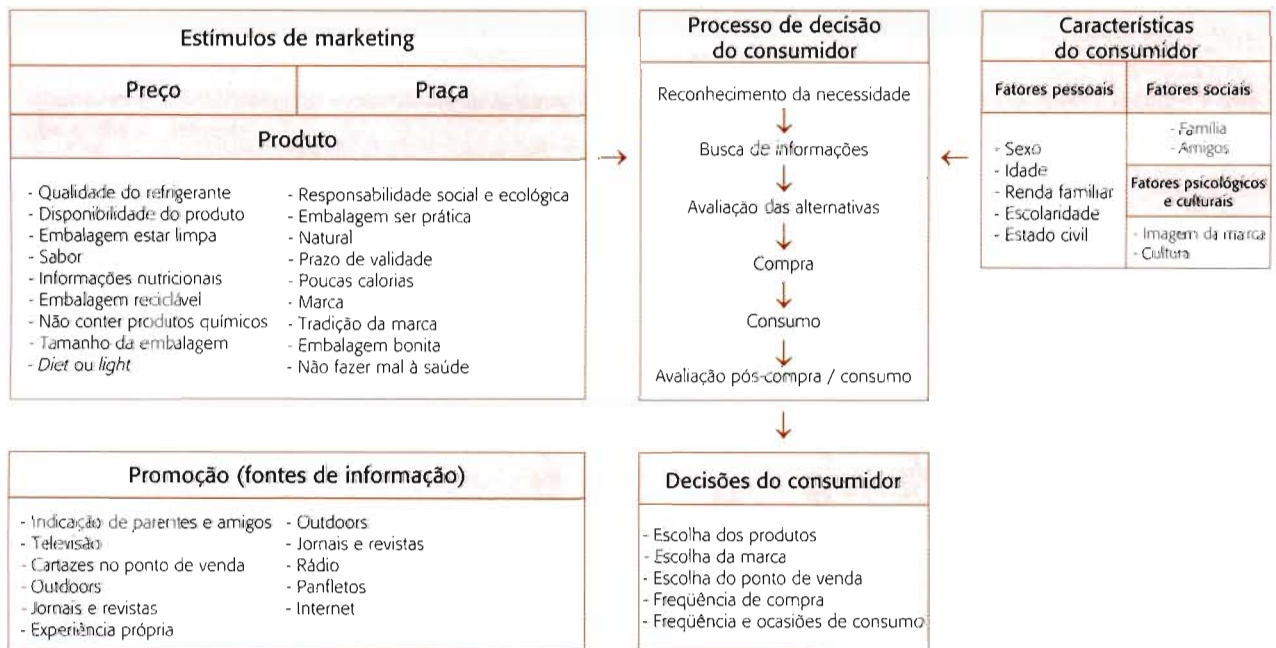 Estímulos de marketing
Preço
Praça
Produto
- Qualidade do refrigerante
- Disponibilidade do produto
- Embalagem estar limpa
- Sabor
- Informações nutricionais
- Embalagem reciclável
- Não conter produtos químicos
- Tamanho da embalagem
- Diet ou light
- Responsabilidade social e ecológica
- Embalagem ser prática
- Natural
- Prazo de validade
- Poucas calorias
- Marca
- Tradição da marca
- Embalagem bonita
- Não fazer mal à saúde
Processo de decisão
do consumidor
Reconhecimento da necessidade
Busca de informações
Avaliação das alternativas
Compra
Consumo
Avaliação pós-compra / consumo
Características
do consumidor
Fatores pessoais
- Sexo
- Idade
- Renda familiar
- Escolaridade
- Estado civil
Fatores sociais
- Família
- Amigos
Fatores psicológicos
e culturais
- Imagem da marca
- Cultura
Promoção (fontes de informação)
- Indicação de parentes e amigos
- Televisão
- Cartazes no ponto de venda
- Outdoors
- Jornais e revistas
- Experiência própria
- Outdoors
- Jornais e revistas
- Rádio
- Panfletos
- Internet
Decisões do consumidor
- Escolha dos produtos
- Escolha da marca
- Escolha do ponto de venda
- Freqüência de compra
- Freqüência e ocasiões de consumo